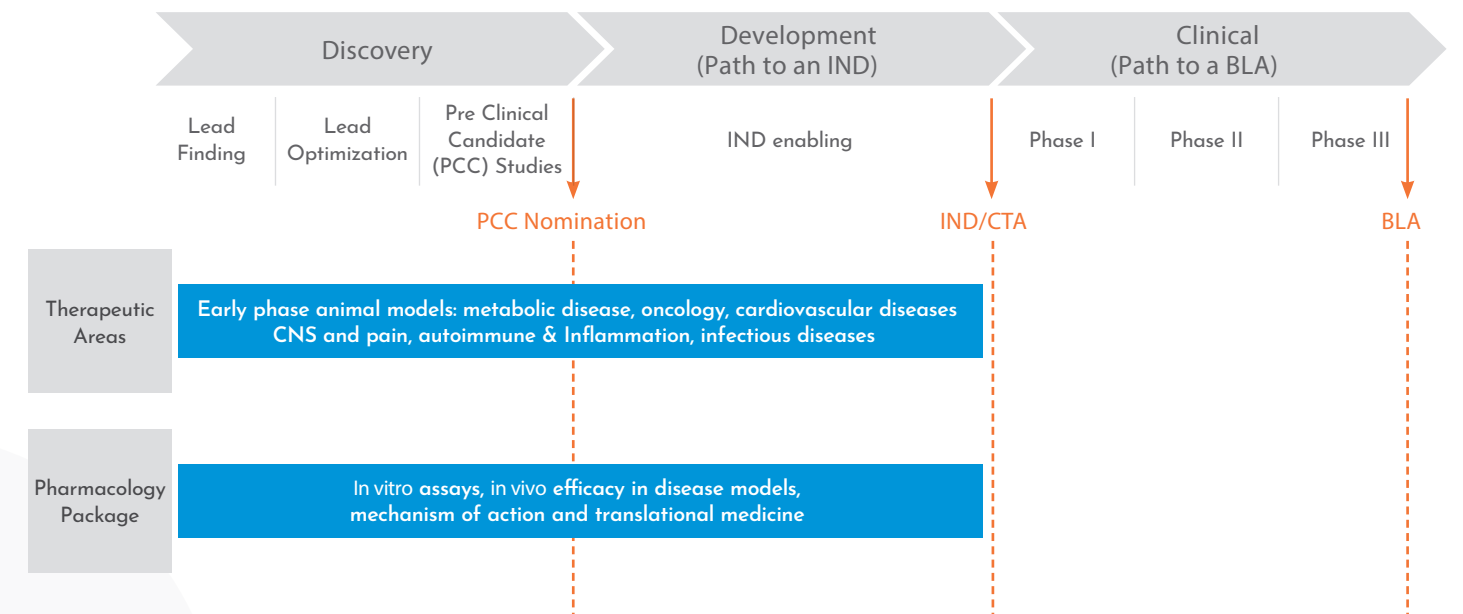 Discovery
Development
(Path to an IND)
Clinical
(Path to a BLA)
Lead
Finding
Lead
Optimization
Pre Clinical
Candidate
(PCC) Studies
IND enabling
Phase I
Phase II
Phase III
PCC Nomination
IND/CTA
BLA
Therapeutic
Areas
Early phase animal models: metabolic disease, oncology, cardiovascular diseases
CNS and pain, autoimmune & Inflammation, infectious diseases
Pharmacology
Package
In vitro assays, in vivo efficacy in disease models,
mechanism of action and translational medicine